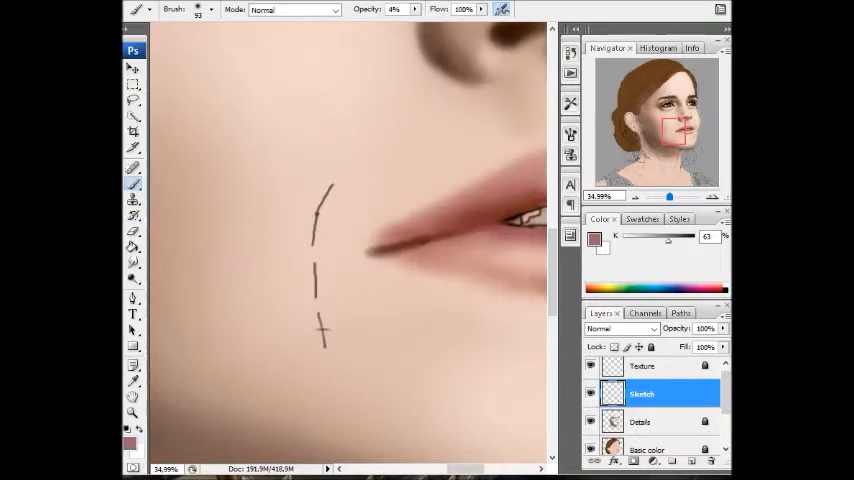 Brush: 93 Mode: Normal Opacity: 4% Flow: 100%
Ps
Navigator × Histogram Info
34.99%
Color × Swatches Styles
K 63 %
Layers × Channels Paths
Normal Opacity: 100%
Lock: Fill: 100%
Texture
Sketch
Details
Basic color
T
A
fx
34.99% Doc: 191.9M/418.9M